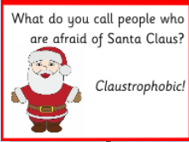 What do you call people who
are afraid of Santa Claus?
Claustrophobic!